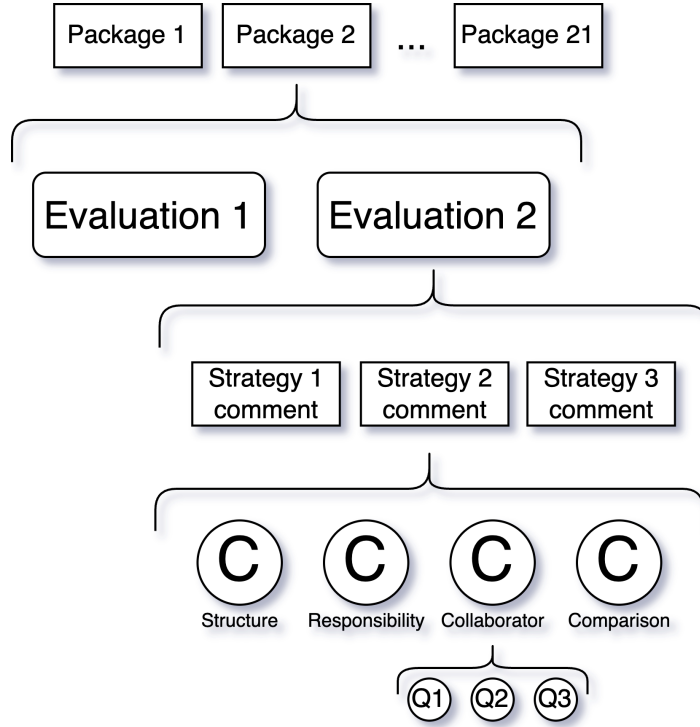 Package 1
Package 2
...
Package 21
Evaluation 1
Evaluation 2
Strategy 1
comment
Strategy 2
comment
Strategy 3
comment
C
C
C
C
Structure
Responsibility
Collaborator
Comparison
Q1
Q2
Q3